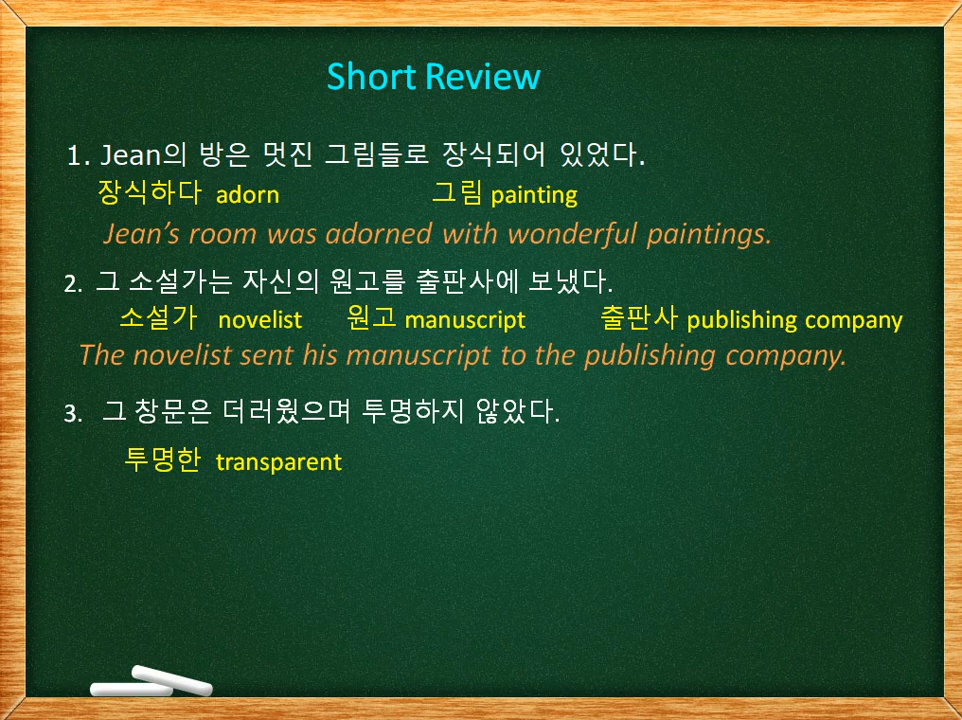 Short Review
1. Jean의 방은 멋진 그림들로 장식되어 있었다.
장식하다 adorn 그림 painting
Jean’s room was adorned with wonderful paintings.
2. 그 소설가는 자신의 원고를 출판사에 보냈다.
소설가 novelist 원고 manuscript 출판사 publishing company
The novelist sent his manuscript to the publishing company.
3. 그 창문은 더러웠으며 투명하지 않았다.
투명한 transparent